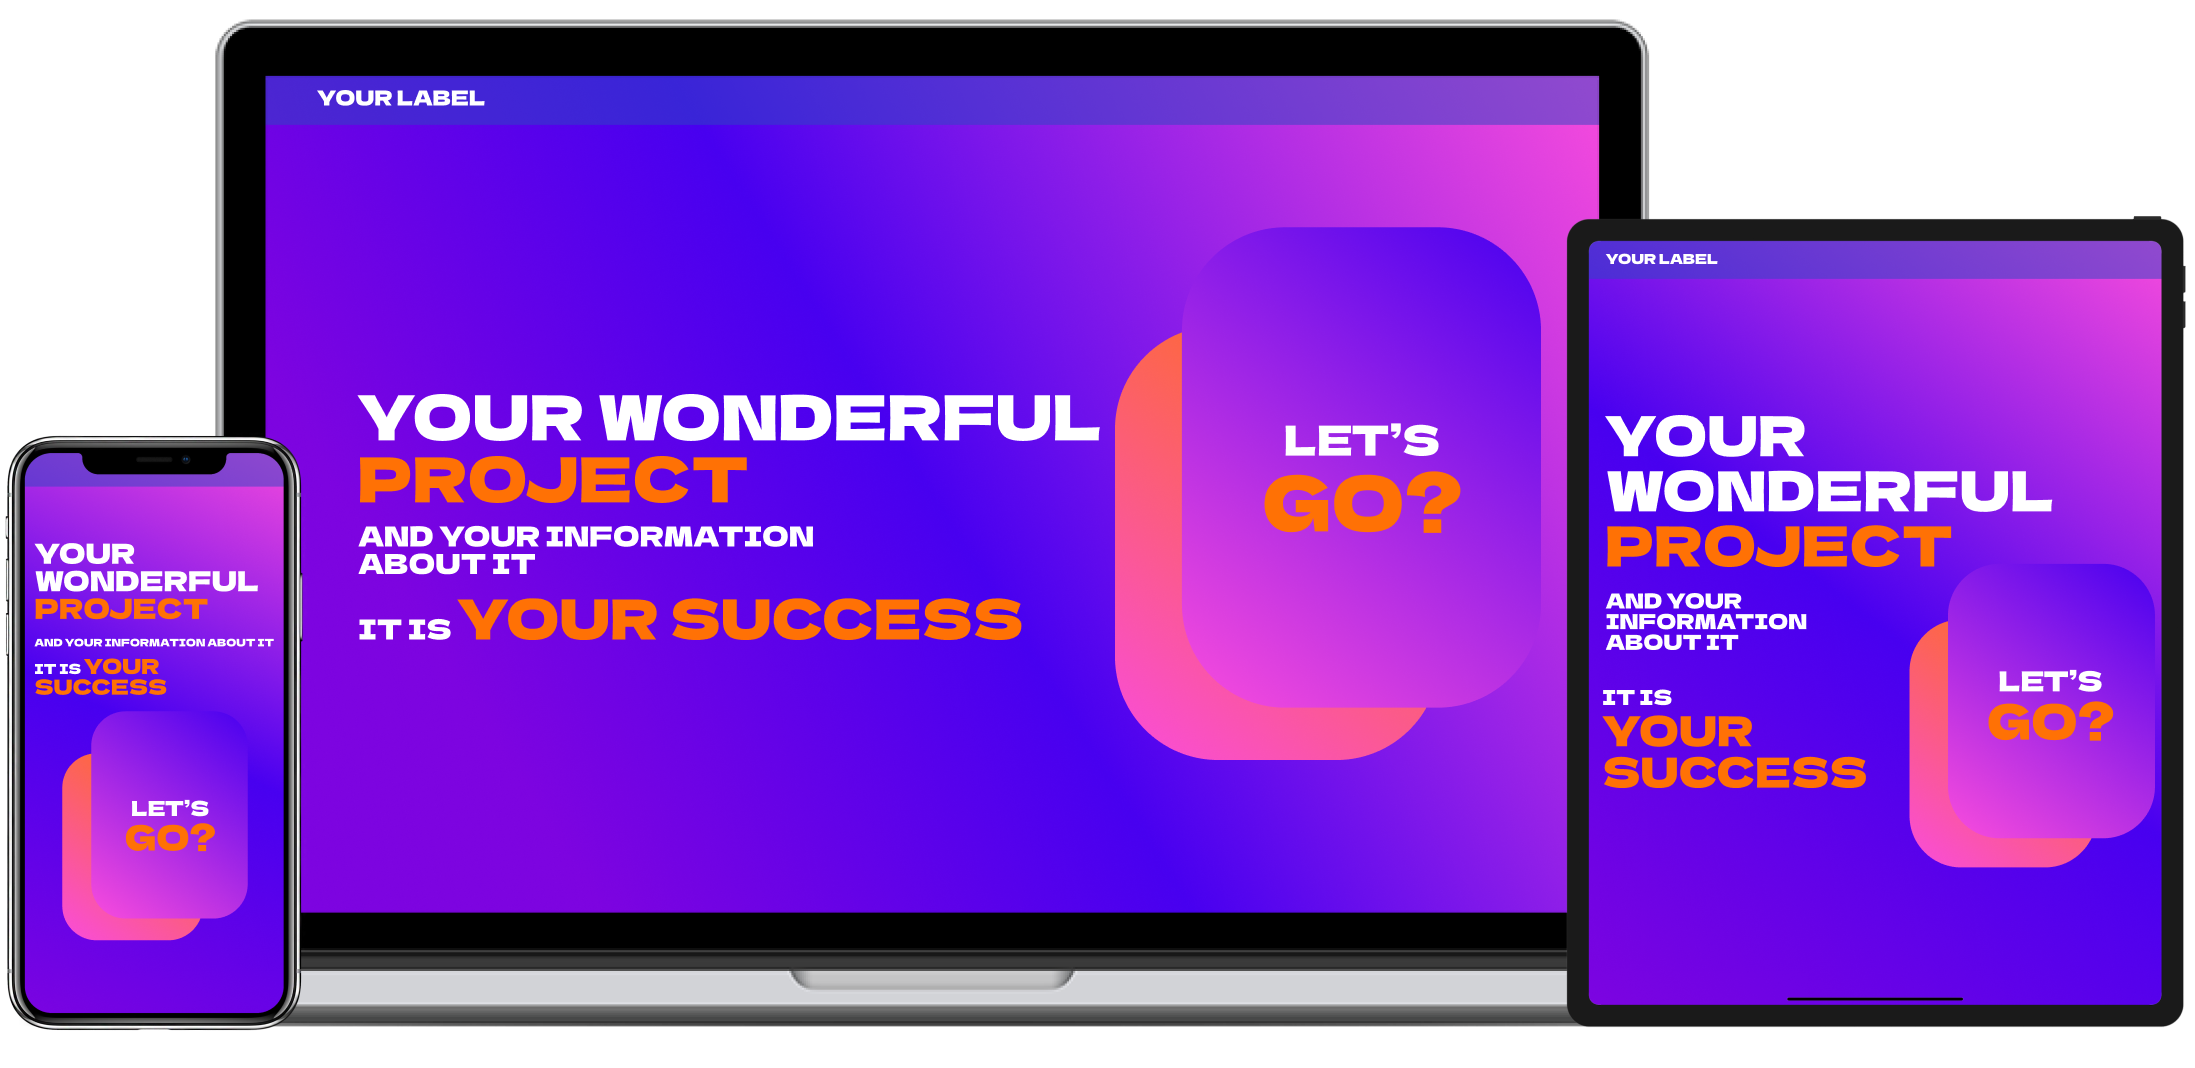 YOUR LABEL
YOUR WONDERFUL
PROJECT
AND YOUR INFORMATION
ABOUT IT
IT IS YOUR SUCCESS
LET'S
GO?
YOUR
WONDERFUL
PROJECT
AND YOUR INFORMATION ABOUT IT
IT IS YOUR
SUCCESS
LET'S
GO?
YOUR LABEL
YOUR
WONDERFUL
PROJECT
AND YOUR
INFORMATION
ABOUT IT
IT IS
YOUR
SUCCESS
LET'S
GO?